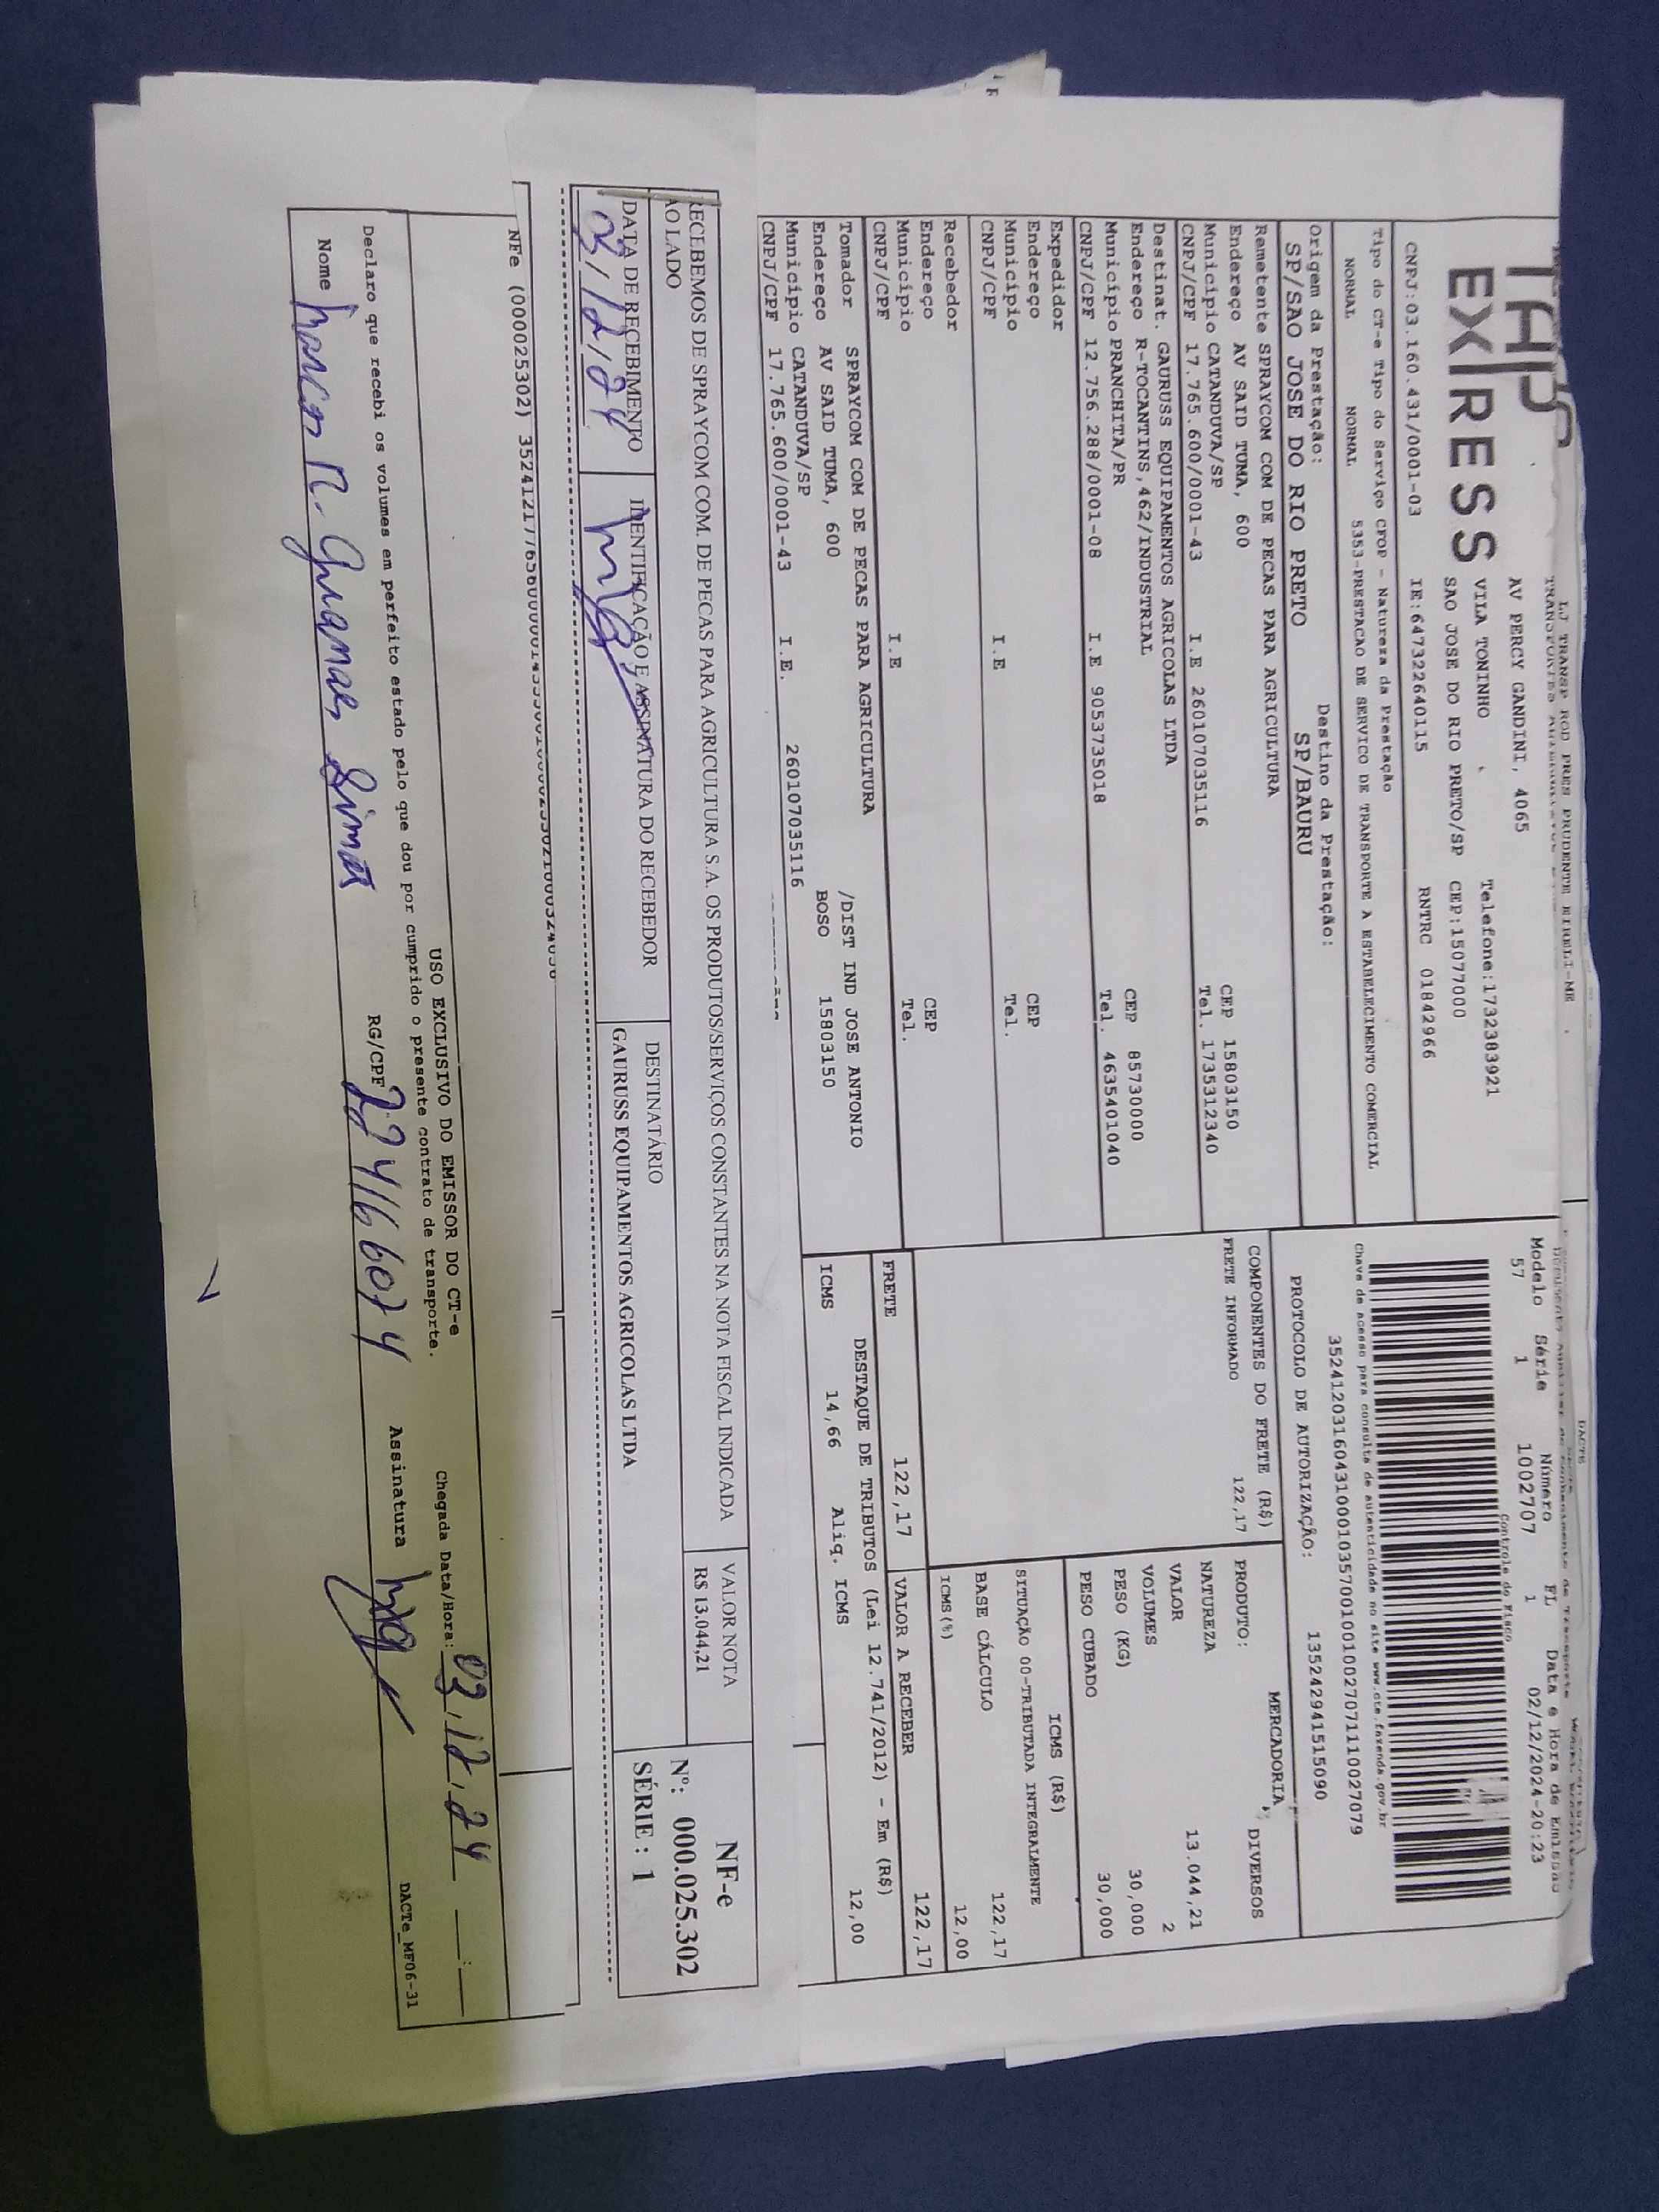 TAP
EXPRESS
LJ TRANSP ROD PRES PRUDENTE EIRELI-ME
AV PERCY GANDINI, 4065
VILA TONINHO Telefone:1732383921
SAO JOSE DO RIO PRETO/SP CEP:15077000
CNPJ:03.160.431/0001-03 IE:647322640115 RNTRC 01842966
DACTE
Modelo Série Número FL Data e Hora de Emissão
57 1 1002707 1 02/12/2024-20:23
Controle do Fisco
Tipo do CT-e Tipo do Serviço CFOP - Natureza da Prestação
NORMAL NORMAL 5353-PRESTACAO DE SERVICO DE TRANSPORTE A ESTABELECIMENTO COMERCIAL
Chave de acesso para consulta de autenticidade no site www.cte.fazenda.gov.br
35241203160431000103570010010027071110027079
Origem da Prestação: Destino da Prestação:
SP/SAO JOSE DO RIO PRETO SP/BAURU
PROTOCOLO DE AUTORIZAÇÃO: 135242941515090
Remetente SPRAYCOM COM DE PECAS PARA AGRICULTURA
Endereço AV SAID TUMA, 600 CEP 15803150
Município CATANDUVA/SP Tel. 1735312340
CNPJ/CPF 17.765.600/0001-43 I.E 260107035116
Destinat. GAURUSS EQUIPAMENTOS AGRICOLAS LTDA
Endereço R-TOCANTINS,462/INDUSTRIAL CEP 85730000
Município PRANCHITA/PR Tel. 4635401040
CNPJ/CPF 12.756.288/0001-08 I.E 9053735018
Expedidor
Endereço CEP
Município Tel.
CNPJ/CPF I.E
Recebedor
Endereço CEP
Município Tel.
CNPJ/CPF I.E
Tomador SPRAYCOM COM DE PECAS PARA AGRICULTURA
Endereço AV SAID TUMA, 600 /DIST IND JOSE ANTONIO
BOSO 15803150
Município CATANDUVA/SP
CNPJ/CPF 17.765.600/0001-43 I.E. 260107035116
COMPONENTES DO FRETE (R$)
FRETE INFORMADO 122,17
MERCADORIA
PRODUTO: DIVERSOS
NATUREZA
VALOR 13.044,21
VOLUMES 2
PESO (KG) 30,000
PESO CUBADO 30,000
ICMS (R$)
SITUAÇÃO 00-TRIBUTADA INTEGRALMENTE
BASE CÁLCULO 122,17
ICMS(%) 12,00
FRETE 122,17 VALOR A RECEBER 122,17
DESTAQUE DE TRIBUTOS (Lei 12.741/2012) - Em (R$)
ICMS 14,66 Aliq. ICMS 12,00
RECEBEMOS DE SPRAYCOM COM. DE PECAS PARA AGRICULTURA S.A. OS PRODUTOS/SERVIÇOS CONSTANTES NA NOTA FISCAL INDICADA
AO LADO
VALOR NOTA
R$ 13.044,21
NF-e
Nº: 000.025.302
SÉRIE : 1
DATA DE RECEBIMENTO IDENTIFICAÇÃO E ASSINATURA DO RECEBEDOR DESTINATÁRIO
03/12/24 GAURUSS EQUIPAMENTOS AGRICOLAS LTDA
NFe (000025302)
USO EXCLUSIVO DO EMISSOR DO CT-e
Chegada Data/Hora: 03,12,24 __:__
Declaro que recebi os volumes em perfeito estado pelo que dou por cumprido o presente contrato de transporte.
Nome RG/CPF Assinatura
DACTe_MF06-31